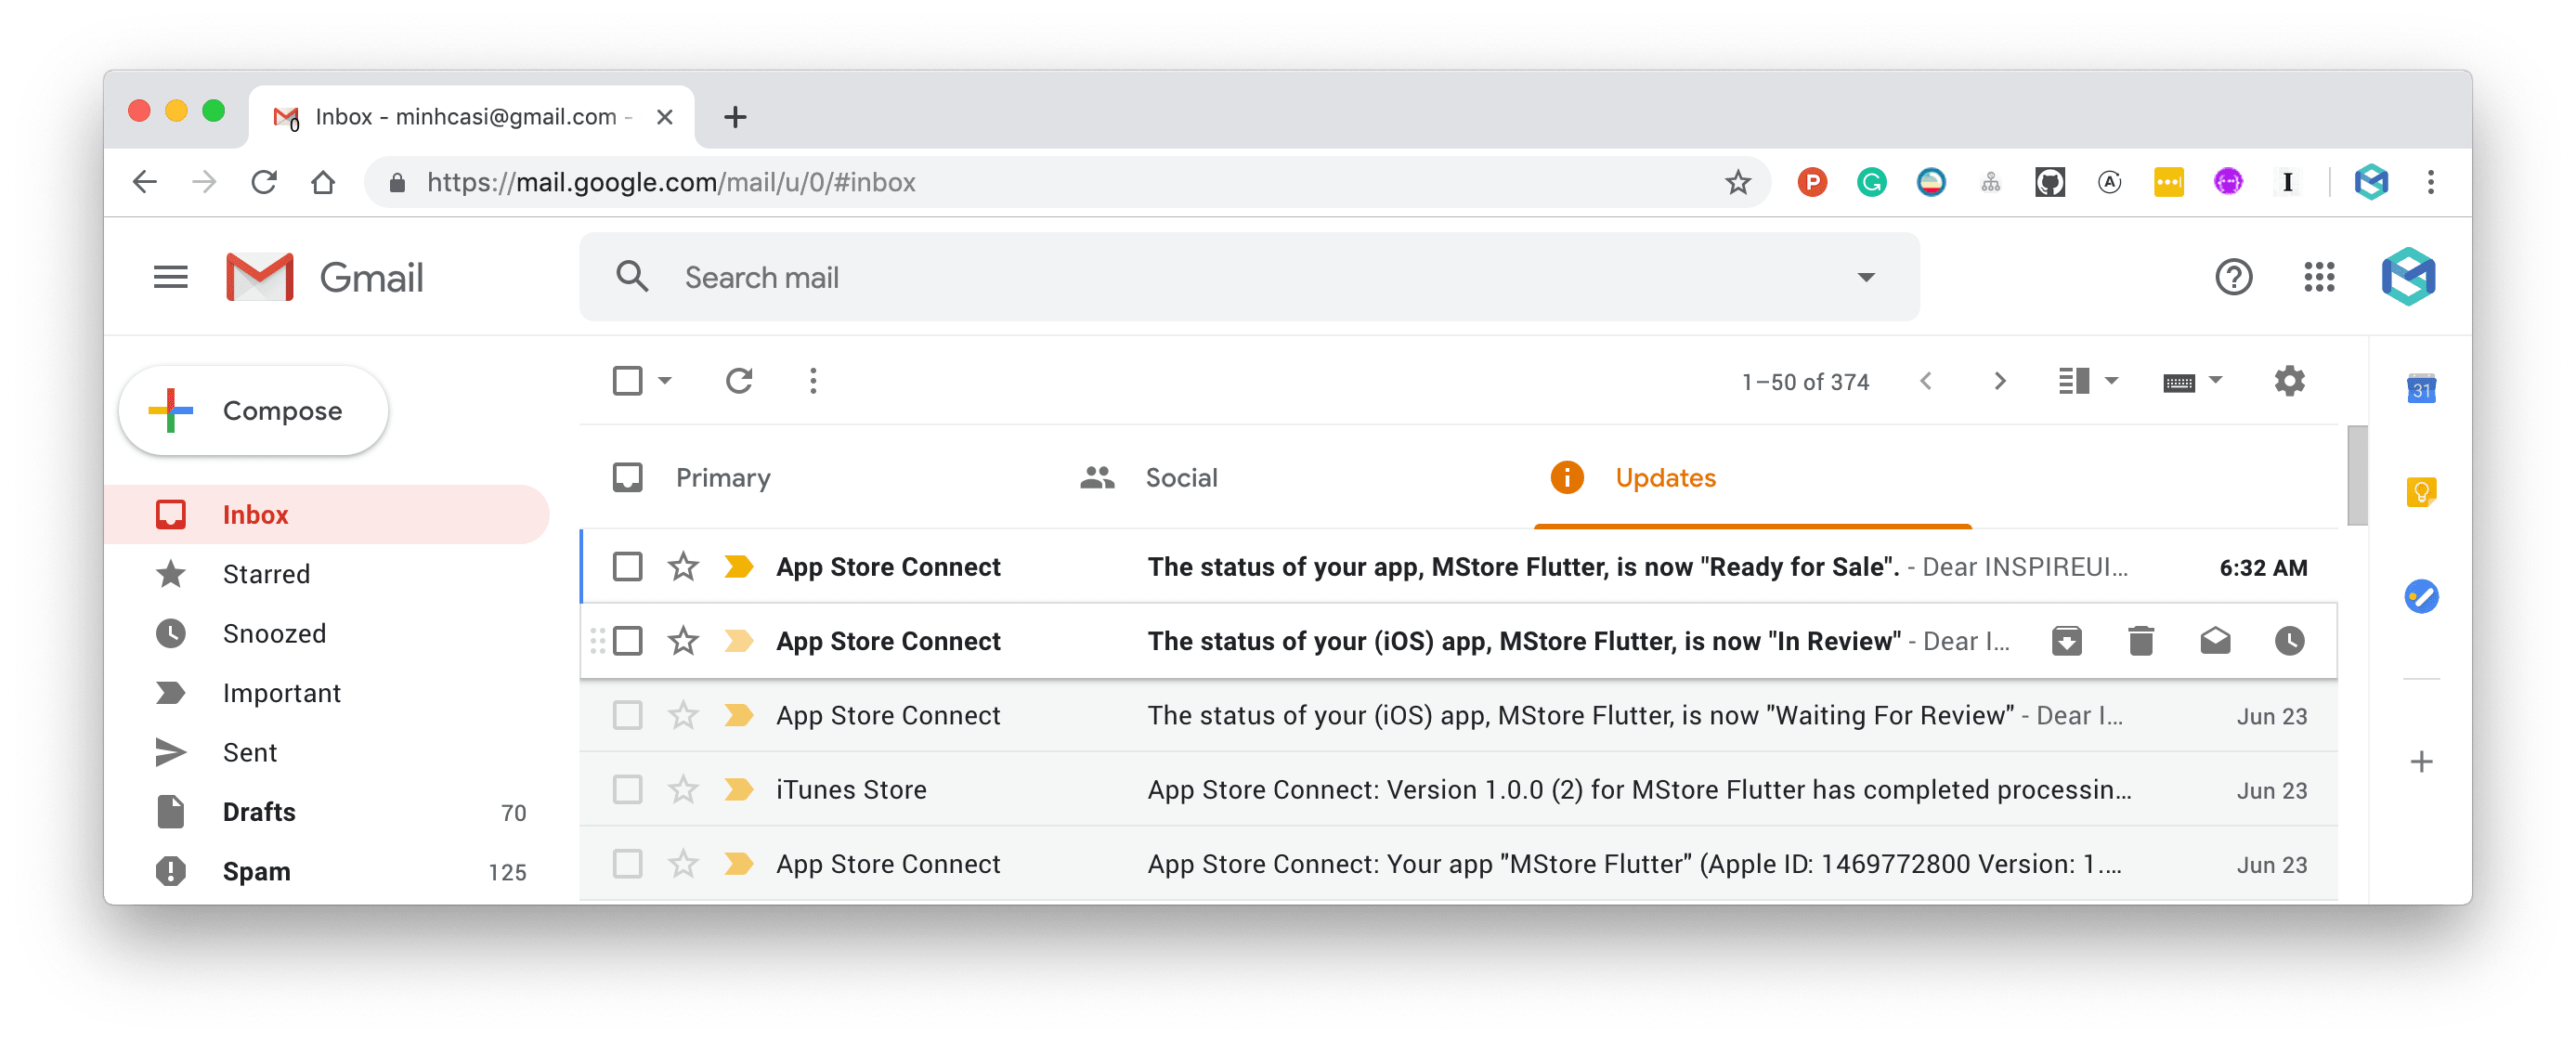 Inbox - minhcasi@gmail.com -
https://mail.google.com/mail/u/0/#inbox
Gmail
Search mail
Compose
1–50 of 374
31
Primary
Social
Updates
Inbox
Starred
Snoozed
Important
Sent
Drafts 70
Spam 125
App Store Connect The status of your app, MStore Flutter, is now "Ready for Sale". - Dear INSPIREUI... 6:32 AM
App Store Connect The status of your (iOS) app, MStore Flutter, is now "In Review" - Dear I...
App Store Connect The status of your (iOS) app, MStore Flutter, is now "Waiting For Review" - Dear I... Jun 23
iTunes Store App Store Connect: Version 1.0.0 (2) for MStore Flutter has completed processin... Jun 23
App Store Connect App Store Connect: Your app "MStore Flutter" (Apple ID: 1469772800 Version: 1.... Jun 23